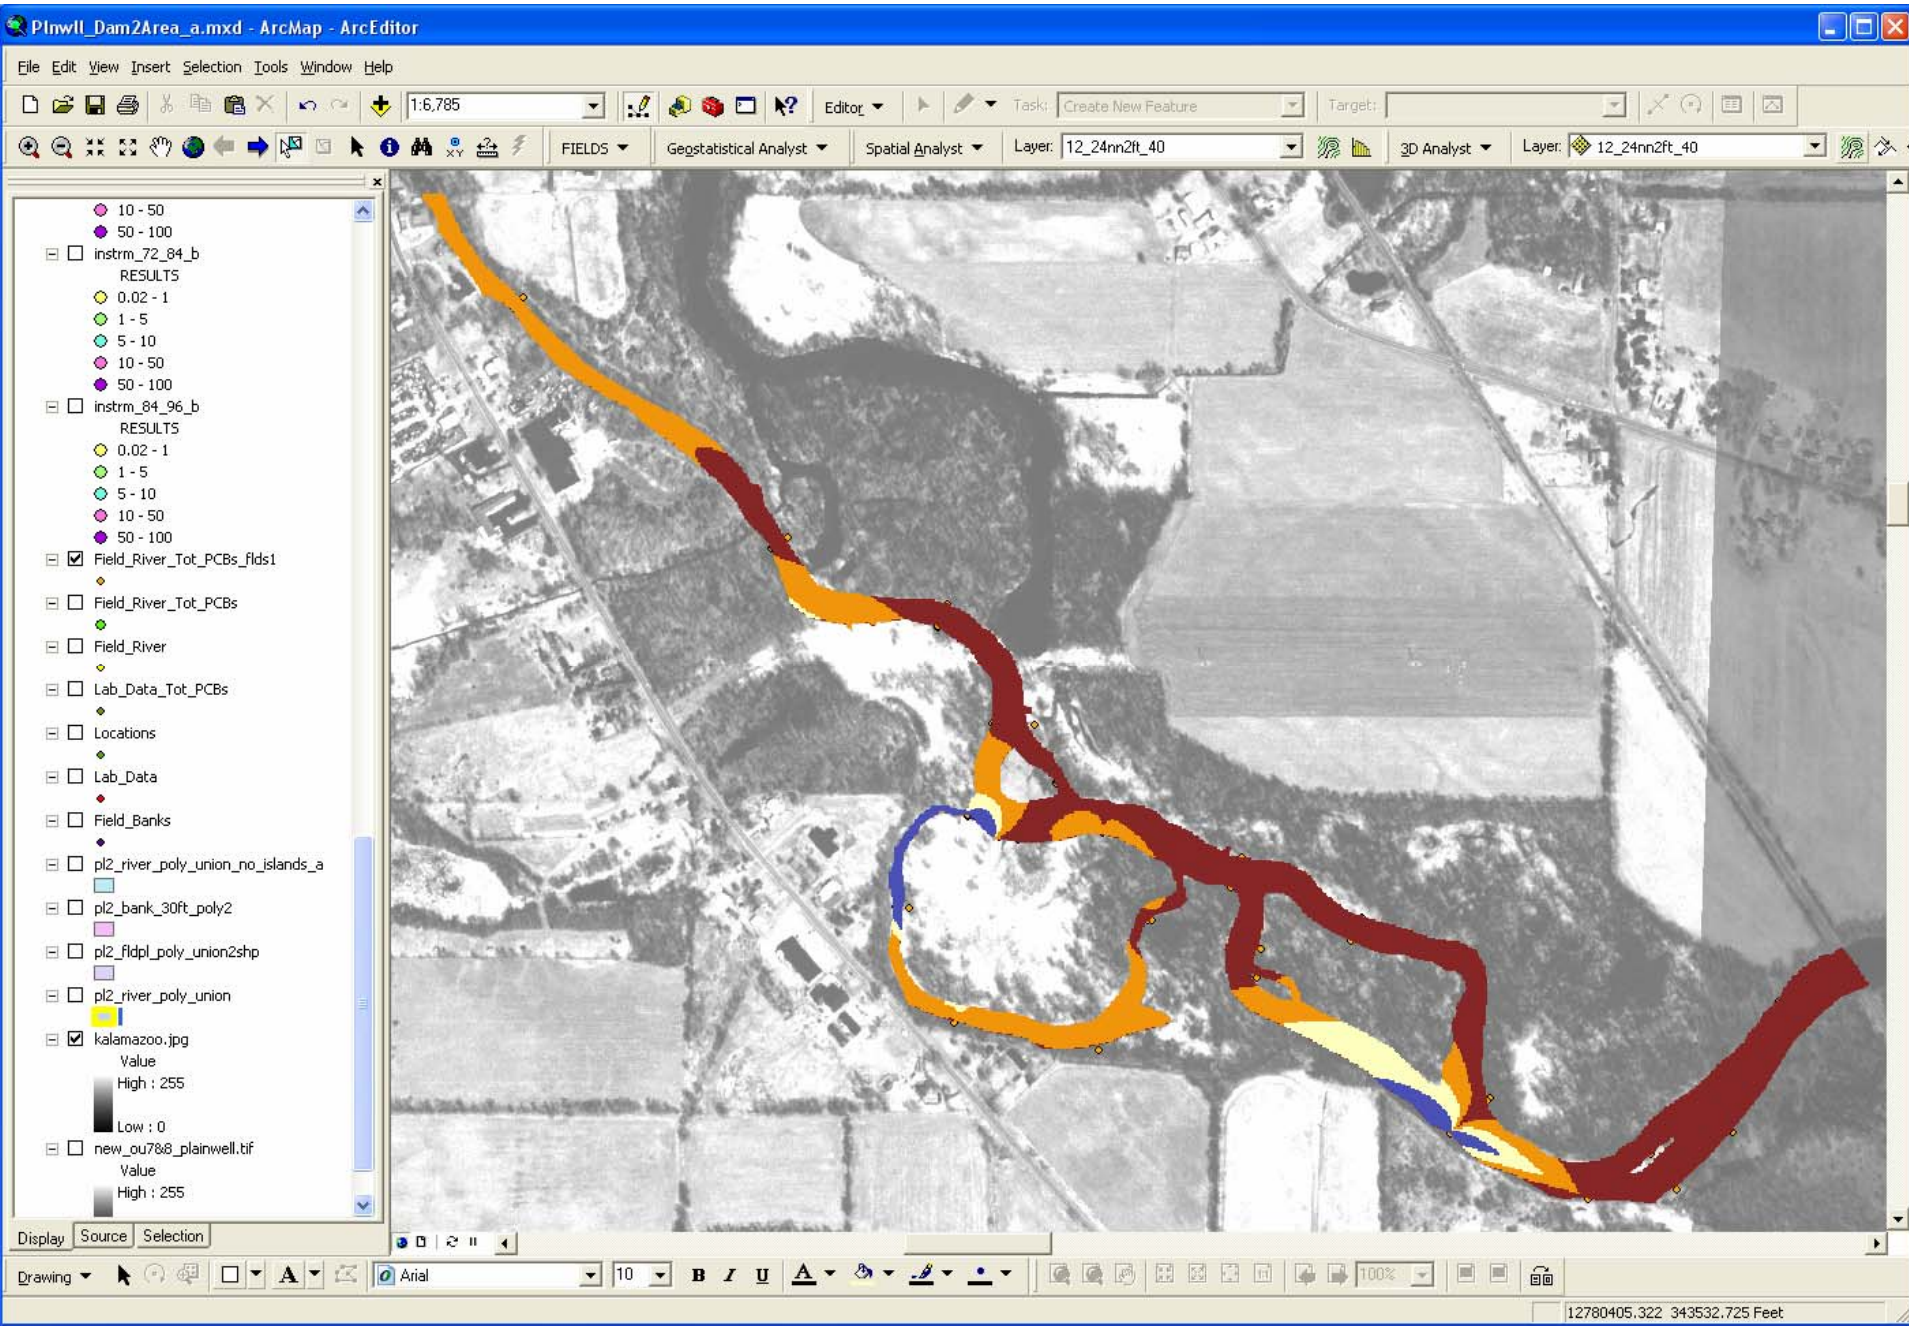 Plnwll_Dam2Area_a.mxd - ArcMap - ArcEditor
File Edit View Insert Selection Tools Window Help
1:6,785 Editor Task: Create New Feature Target:
FIELDS Geostatistical Analyst Spatial Analyst Layer: 12_24nn2ft_40 3D Analyst Layer: 12_24nn2ft_40
10 - 50
50 - 100
instrm_72_84_b
RESULTS
0.02 - 1
1 - 5
5 - 10
10 - 50
50 - 100
instrm_84_96_b
RESULTS
0.02 - 1
1 - 5
5 - 10
10 - 50
50 - 100
Field_River_Tot_PCBs_flds1
Field_River_Tot_PCBs
Field_River
Lab_Data_Tot_PCBs
Locations
Lab_Data
Field_Banks
pl2_river_poly_union_no_islands_a
pl2_bank_30ft_poly2
pl2_fldpl_poly_union2shp
pl2_river_poly_union
kalamazoo.jpg
Value
High : 255
Low : 0
new_ou7&8_plainwell.tif
Value
High : 255
Display Source Selection
Drawing A Arial 10 B I U A 100%
12780405.322 343532.725 Feet